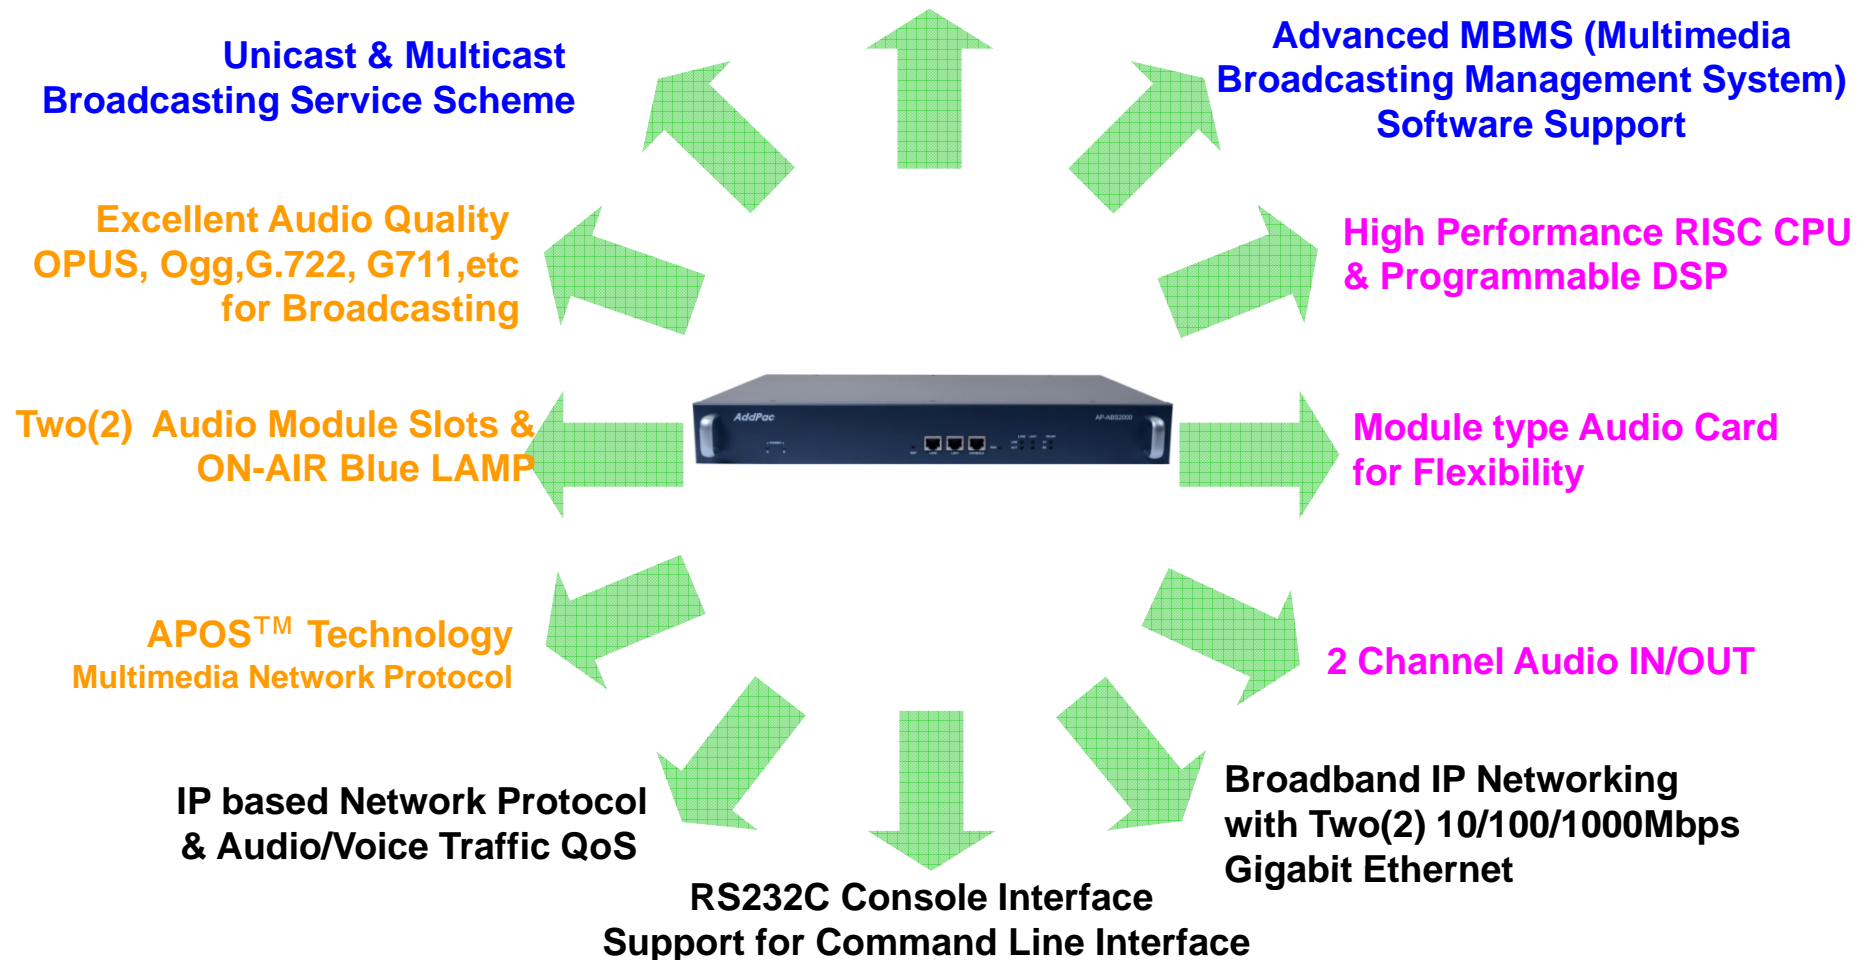 Unicast & Multicast
Broadcasting Service Scheme
Advanced MBMS (Multimedia
Broadcasting Management System)
Software Support
Excellent Audio Quality
OPUS, Ogg,G.722, G711,etc
for Broadcasting
High Performance RISC CPU
& Programmable DSP
AddPac
AP-ABS2000
Two(2) Audio Module Slots &
ON-AIR Blue LAMP
Module type Audio Card
for Flexibility
APOS™ Technology
Multimedia Network Protocol
2 Channel Audio IN/OUT
IP based Network Protocol
& Audio/Voice Traffic QoS
Broadband IP Networking
with Two(2) 10/100/1000Mbps
Gigabit Ethernet
RS232C Console Interface
Support for Command Line Interface